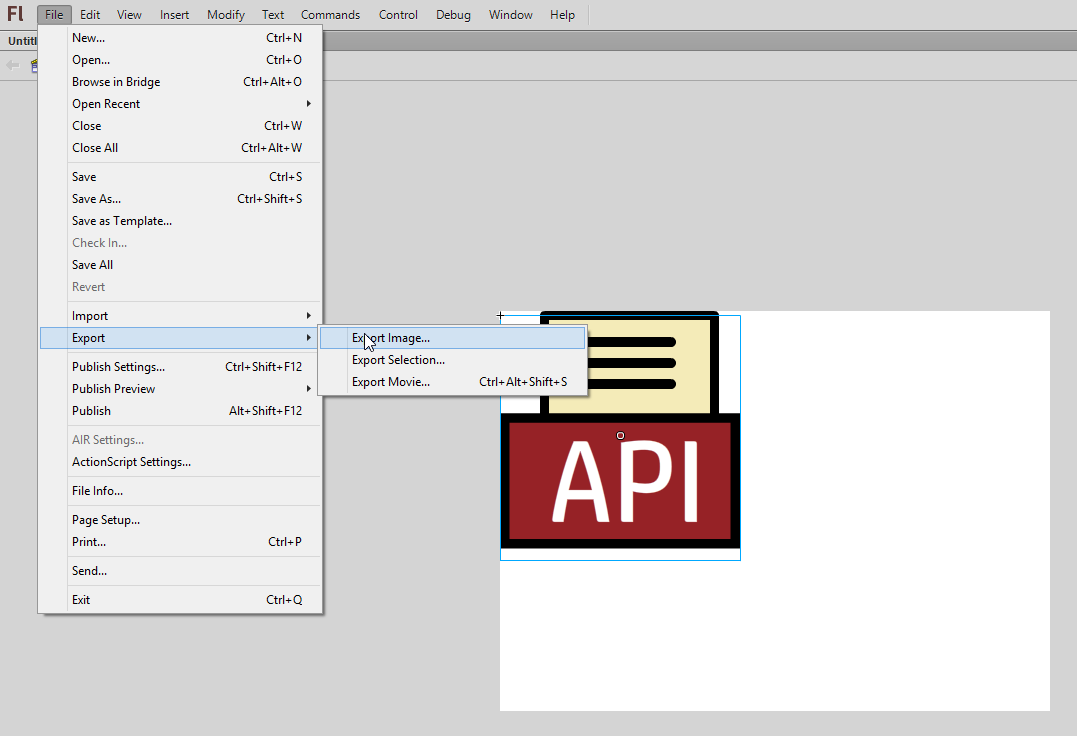 Fl File Edit View Insert Modify Text Commands Control Debug Window Help
Untitl
New... Ctrl+N
Open... Ctrl+O
Browse in Bridge Ctrl+Alt+O
Open Recent
Close Ctrl+W
Close All Ctrl+Alt+W
Save Ctrl+S
Save As... Ctrl+Shift+S
Save as Template...
Check In...
Save All
Revert
Import
Export
Export Image...
Export Selection...
Export Movie... Ctrl+Alt+Shift+S
Publish Settings... Ctrl+Shift+F12
Publish Preview
Publish Alt+Shift+F12
AIR Settings...
ActionScript Settings...
File Info...
Page Setup...
Print... Ctrl+P
Send...
Exit Ctrl+Q
API